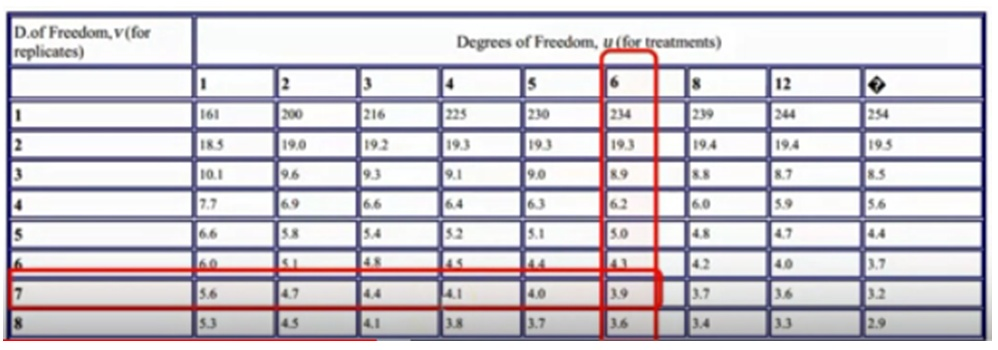 D.of Freedom, v (for
replicates)
Degrees of Freedom, u (for treatments)
1 2 3 4 5 6 8 12 �
1 161 200 216 225 230 234 239 244 254
2 18.5 19.0 19.2 19.3 19.3 19.3 19.4 19.4 19.5
3 10.1 9.6 9.3 9.1 9.0 8.9 8.8 8.7 8.5
4 7.7 6.9 6.6 6.4 6.3 6.2 6.0 5.9 5.6
5 6.6 5.8 5.4 5.2 5.1 5.0 4.8 4.7 4.4
6 6.0 5.1 4.8 4.5 4.4 4.3 4.2 4.0 3.7
7 5.6 4.7 4.4 4.1 4.0 3.9 3.7 3.6 3.2
8 5.3 4.5 4.1 3.8 3.7 3.6 3.4 3.3 2.9